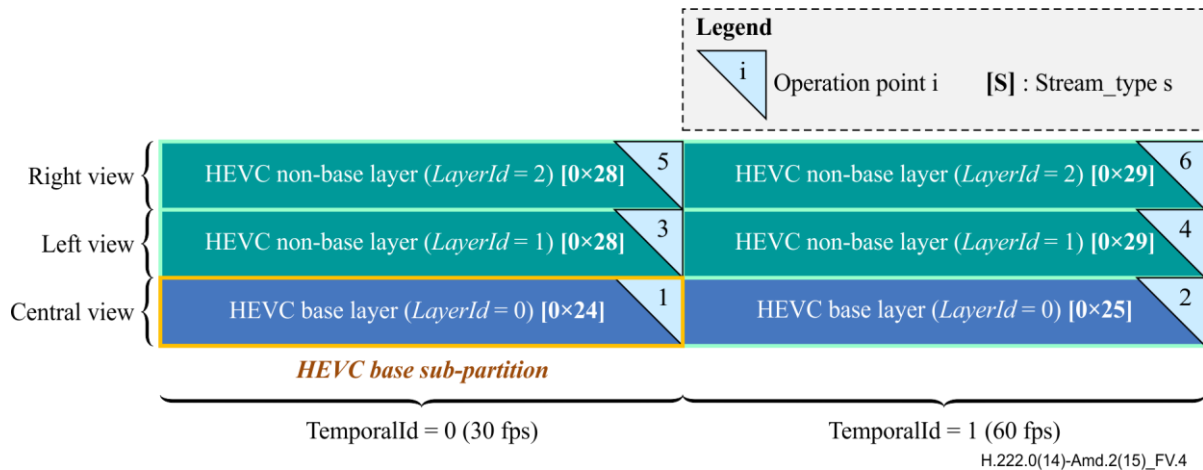 Legend
i
Operation point i
[S] : Stream_type s
Right view
HEVC non-base layer (LayerId = 2) [0×28]
5
HEVC non-base layer (LayerId = 2) [0×29]
6
Left view
HEVC non-base layer (LayerId = 1) [0×28]
3
HEVC non-base layer (LayerId = 1) [0×29]
4
Central view
HEVC base layer (LayerId = 0) [0×24]
1
HEVC base layer (LayerId = 0) [0×25]
2
HEVC base sub-partition
TemporalId = 0 (30 fps)
TemporalId = 1 (60 fps)
H.222.0(14)-Amd.2(15)_FV.4